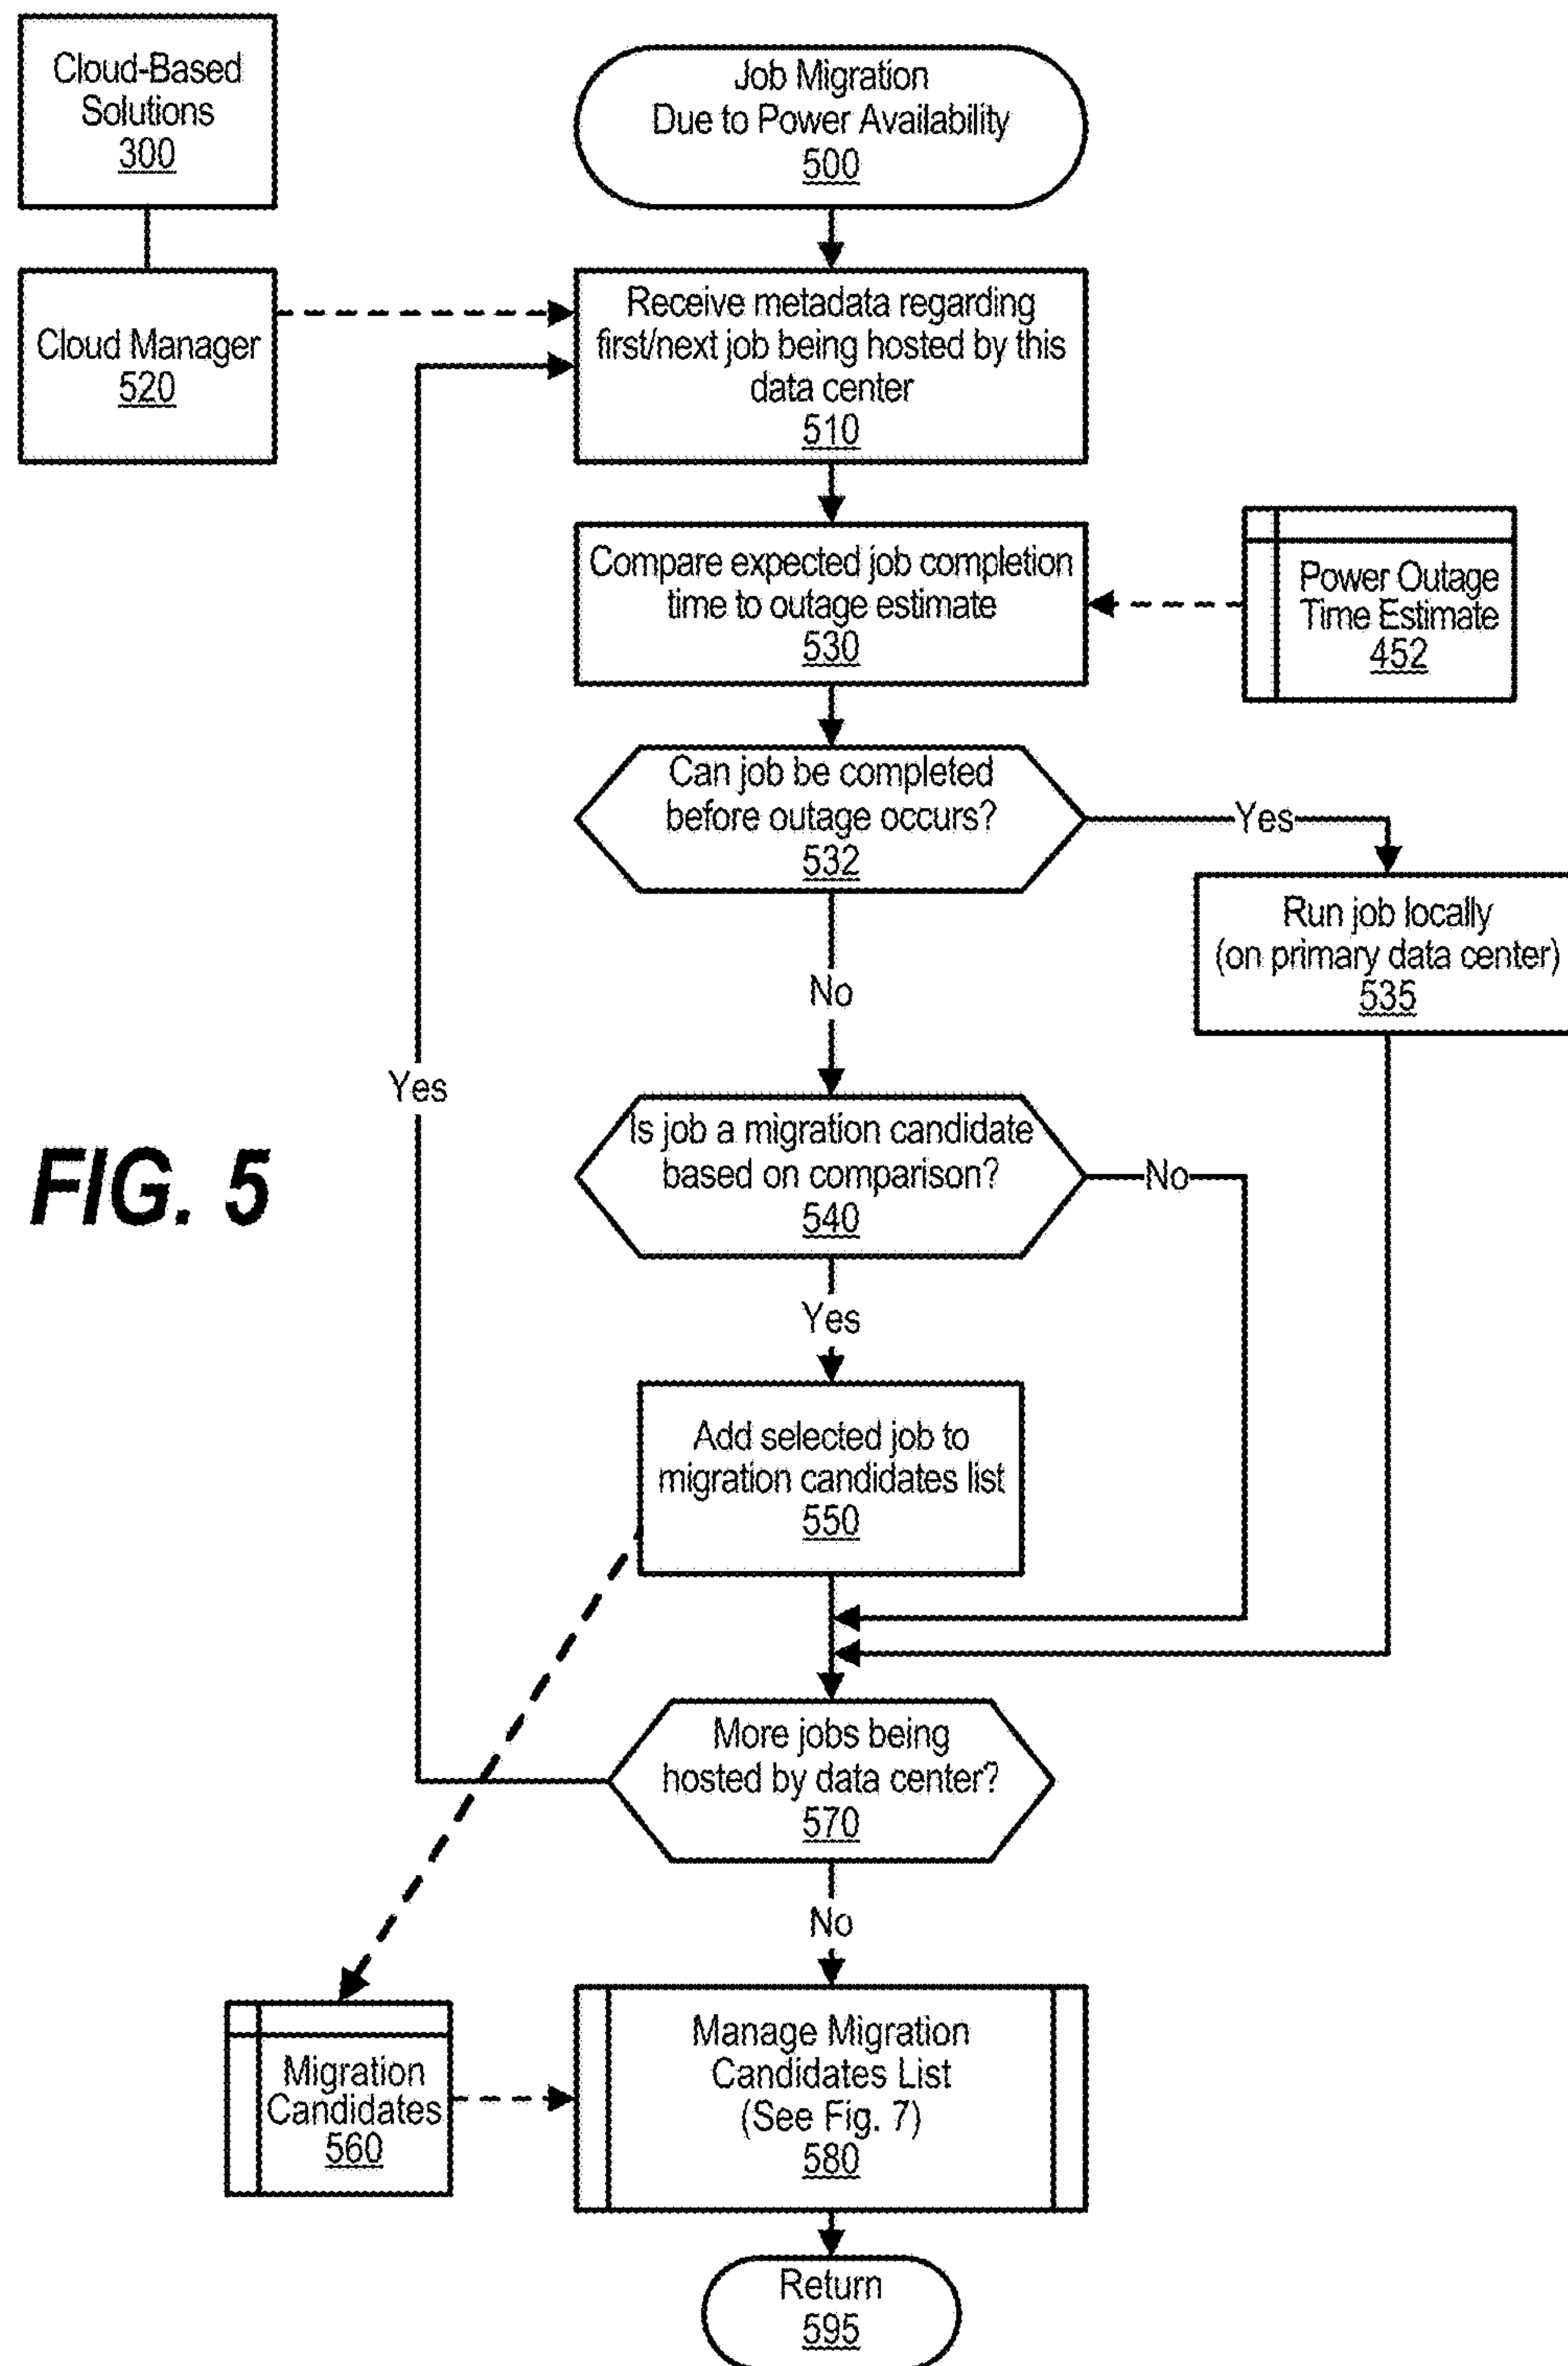 Cloud-Based
Solutions
300
Job Migration
Due to Power Availability
500
Cloud Manager
520
Receive metadata regarding
first/next job being hosted by this
data center
510
Compare expected job completion
time to outage estimate
530
Power Outage
Time Estimate
452
Can job be completed
before outage occurs?
532
Yes
Run job locally
(on primary data center)
535
No
Yes
FIG. 5
Is job a migration candidate
based on comparison?
540
No
Yes
Add selected job to
migration candidates list
550
More jobs being
hosted by data center?
570
No
Migration
Candidates
560
Manage Migration
Candidates List
(See Fig. 7)
580
Return
595